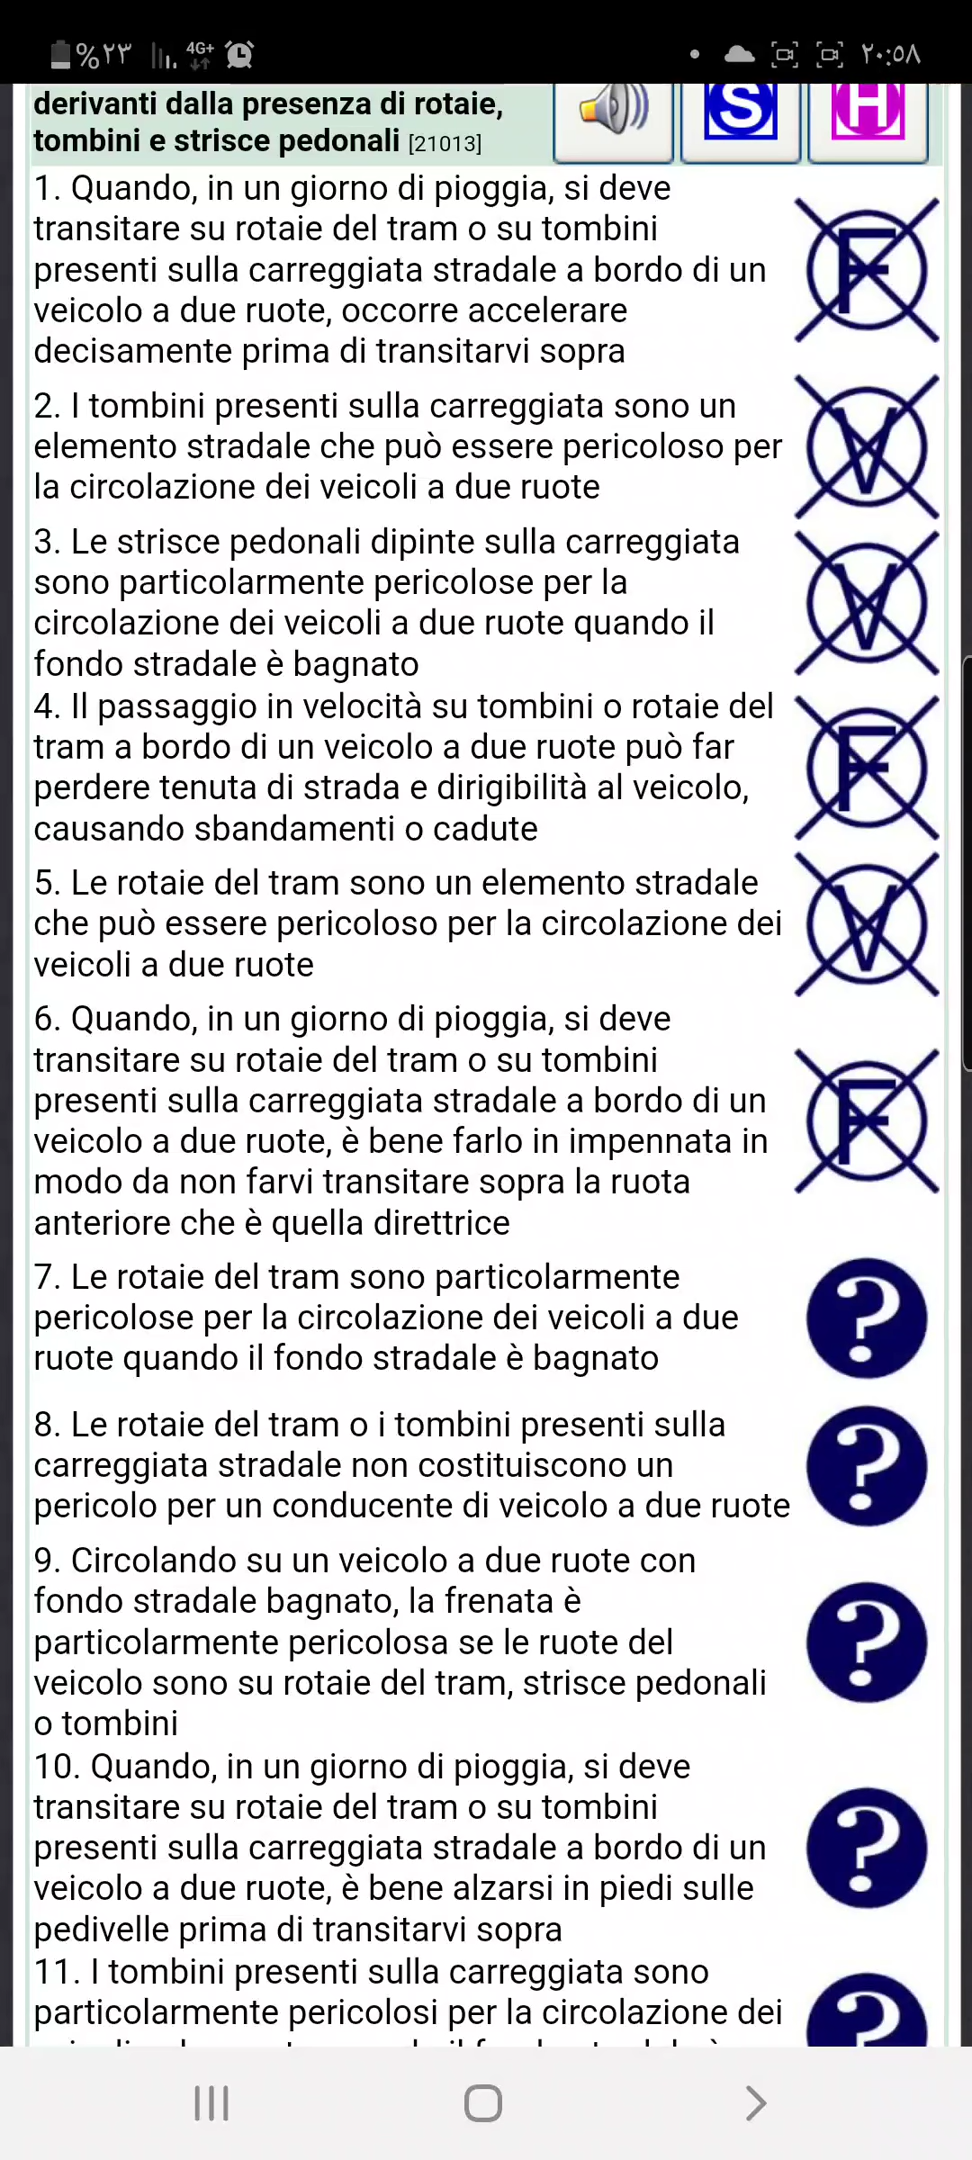 %٢٣ 4G+ ٢٠:٥٨
derivanti dalla presenza di rotaie,
tombini e strisce pedonali [21013]
S
H
1. Quando, in un giorno di pioggia, si deve
transitare su rotaie del tram o su tombini
presenti sulla carreggiata stradale a bordo di un
veicolo a due ruote, occorre accelerare
decisamente prima di transitarvi sopra
F
2. I tombini presenti sulla carreggiata sono un
elemento stradale che può essere pericoloso per
la circolazione dei veicoli a due ruote
V
3. Le strisce pedonali dipinte sulla carreggiata
sono particolarmente pericolose per la
circolazione dei veicoli a due ruote quando il
fondo stradale è bagnato
V
4. Il passaggio in velocità su tombini o rotaie del
tram a bordo di un veicolo a due ruote può far
perdere tenuta di strada e dirigibilità al veicolo,
causando sbandamenti o cadute
F
5. Le rotaie del tram sono un elemento stradale
che può essere pericoloso per la circolazione dei
veicoli a due ruote
V
6. Quando, in un giorno di pioggia, si deve
transitare su rotaie del tram o su tombini
presenti sulla carreggiata stradale a bordo di un
veicolo a due ruote, è bene farlo in impennata in
modo da non farvi transitare sopra la ruota
anteriore che è quella direttrice
F
7. Le rotaie del tram sono particolarmente
pericolose per la circolazione dei veicoli a due
ruote quando il fondo stradale è bagnato
?
8. Le rotaie del tram o i tombini presenti sulla
carreggiata stradale non costituiscono un
pericolo per un conducente di veicolo a due ruote
?
9. Circolando su un veicolo a due ruote con
fondo stradale bagnato, la frenata è
particolarmente pericolosa se le ruote del
veicolo sono su rotaie del tram, strisce pedonali
o tombini
?
10. Quando, in un giorno di pioggia, si deve
transitare su rotaie del tram o su tombini
presenti sulla carreggiata stradale a bordo di un
veicolo a due ruote, è bene alzarsi in piedi sulle
pedivelle prima di transitarvi sopra
?
11. I tombini presenti sulla carreggiata sono
particolarmente pericolosi per la circolazione dei
?